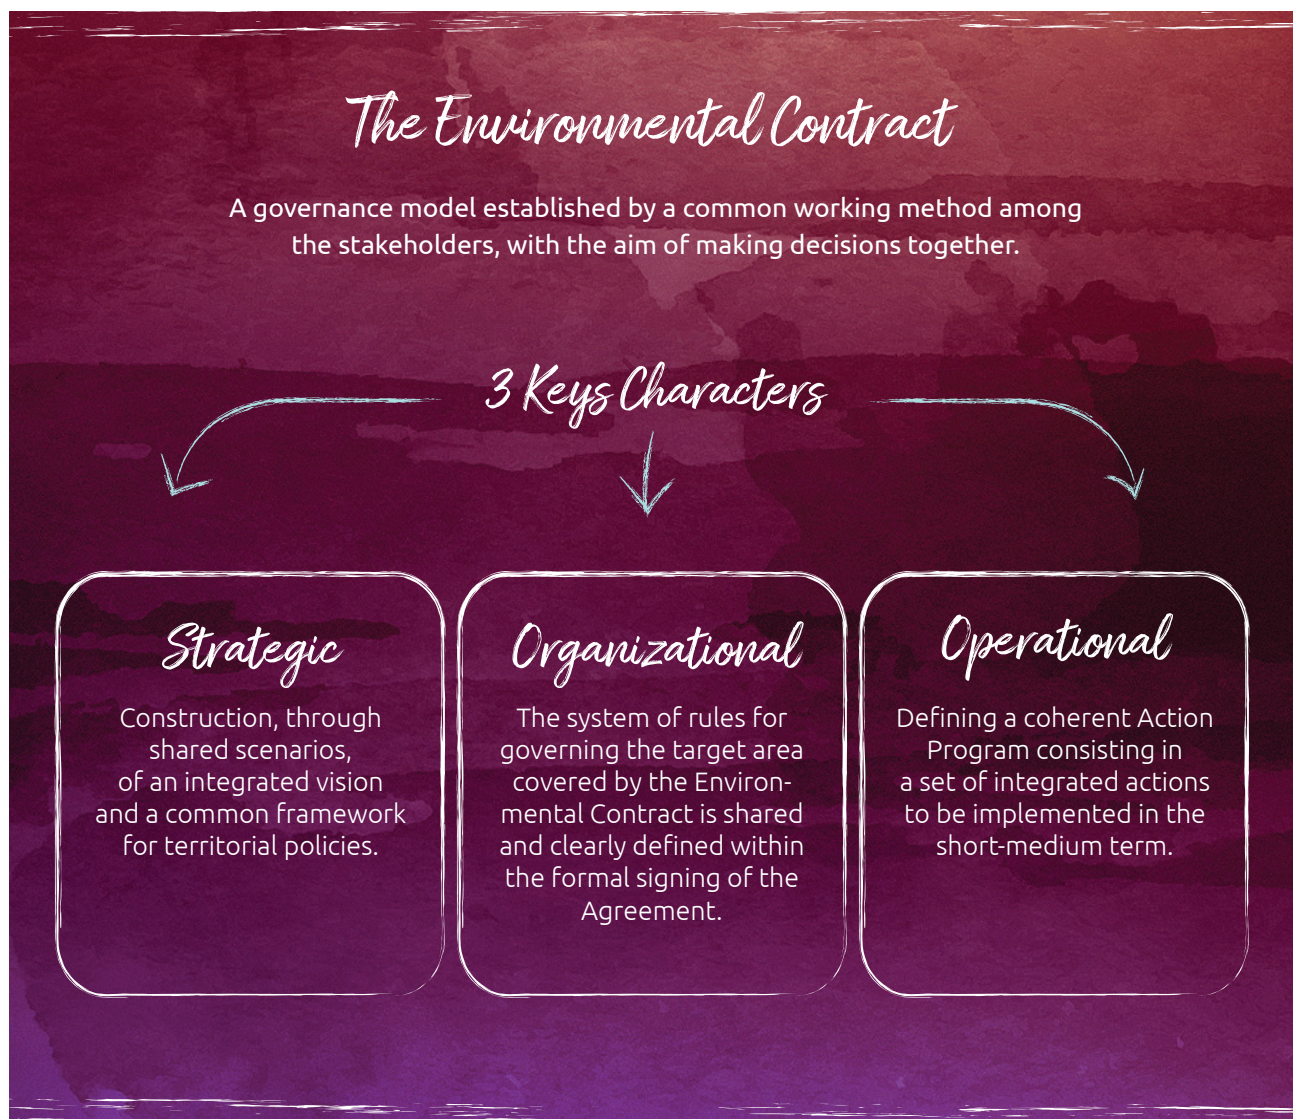 The Environmental Contract
A governance model established by a common working method among
the stakeholders, with the aim of making decisions together.
3 Keys Characters
Strategic
Construction, through
shared scenarios,
of an integrated vision
and a common framework
for territorial policies.
Organizational
The system of rules for
governing the target area
covered by the Environ-
mental Contract is shared
and clearly defined within
the formal signing of the
Agreement.
Operational
Defining a coherent Action
Program consisting in
a set of integrated actions
to be implemented in the
short-medium term.